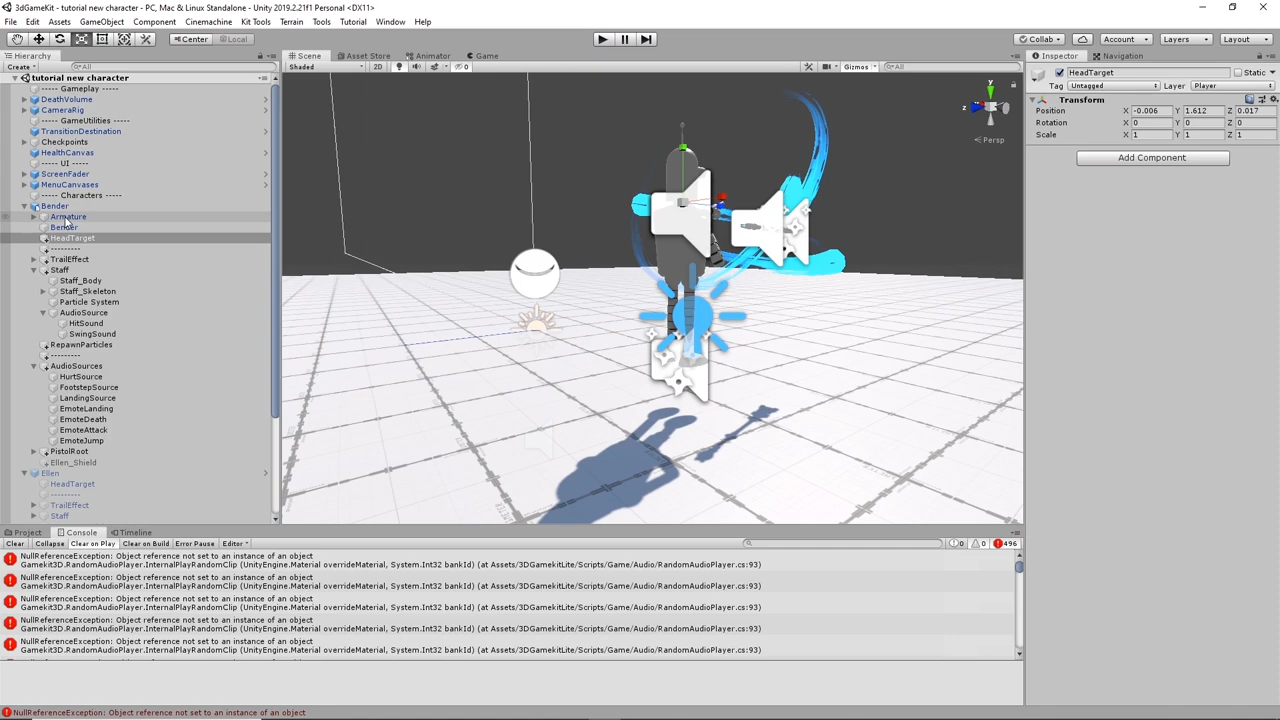 3dGameKit - tutorial new character - PC, Mac & Linux Standalone - Unity 2019.2.21f1 Personal <DX11>
File Edit Assets GameObject Component Cinemachine Kit Tools Terrain Tools Tutorial Window Help
Center Local Collab Account Layers Layout
Hierarchy Scene Asset Store Animator Game Inspector Navigation
Create All Shaded 2D 0 Gizmos All HeadTarget Static
tutorial new character
Tag Untagged Layer Player
----- Gameplay -----
DeathVolume
CameraRig
----- GameUtilities -----
TransitionDestination
Checkpoints
HealthCanvas
----- UI -----
ScreenFader
MenuCanvases
----- Characters -----
Bender
Armature
Bender
HeadTarget
---------
TrailEffect
Staff
Staff_Body
Staff_Skeleton
Particle System
AudioSource
HitSound
SwingSound
RepawnParticles
---------
AudioSources
HurtSource
FootstepSource
LandingSource
EmoteLanding
EmoteDeath
EmoteAttack
EmoteJump
PistolRoot
Ellen_Shield
Ellen
HeadTarget
---------
TrailEffect
Staff
y
z
Persp
Transform
Position X -0.006 Y 1.612 Z 0.017
Rotation X 0 Y 0 Z 0
Scale X 1 Y 1 Z 1
Add Component
Project Console Timeline
Clear Collapse Clear on Play Clear on Build Error Pause Editor 0 0 496
NullReferenceException: Object reference not set to an instance of an object
Gamekit3D.RandomAudioPlayer.InternalPlayRandomClip (UnityEngine.Material overrideMaterial, System.Int32 bankId) (at Assets/3DGamekitLite/Scripts/Game/Audio/RandomAudioPlayer.cs:93)
NullReferenceException: Object reference not set to an instance of an object
Gamekit3D.RandomAudioPlayer.InternalPlayRandomClip (UnityEngine.Material overrideMaterial, System.Int32 bankId) (at Assets/3DGamekitLite/Scripts/Game/Audio/RandomAudioPlayer.cs:93)
NullReferenceException: Object reference not set to an instance of an object
Gamekit3D.RandomAudioPlayer.InternalPlayRandomClip (UnityEngine.Material overrideMaterial, System.Int32 bankId) (at Assets/3DGamekitLite/Scripts/Game/Audio/RandomAudioPlayer.cs:93)
NullReferenceException: Object reference not set to an instance of an object
Gamekit3D.RandomAudioPlayer.InternalPlayRandomClip (UnityEngine.Material overrideMaterial, System.Int32 bankId) (at Assets/3DGamekitLite/Scripts/Game/Audio/RandomAudioPlayer.cs:93)
NullReferenceException: Object reference not set to an instance of an object
Gamekit3D.RandomAudioPlayer.InternalPlayRandomClip (UnityEngine.Material overrideMaterial, System.Int32 bankId) (at Assets/3DGamekitLite/Scripts/Game/Audio/RandomAudioPlayer.cs:93)
NullReferenceException: Object reference not set to an instance of an object